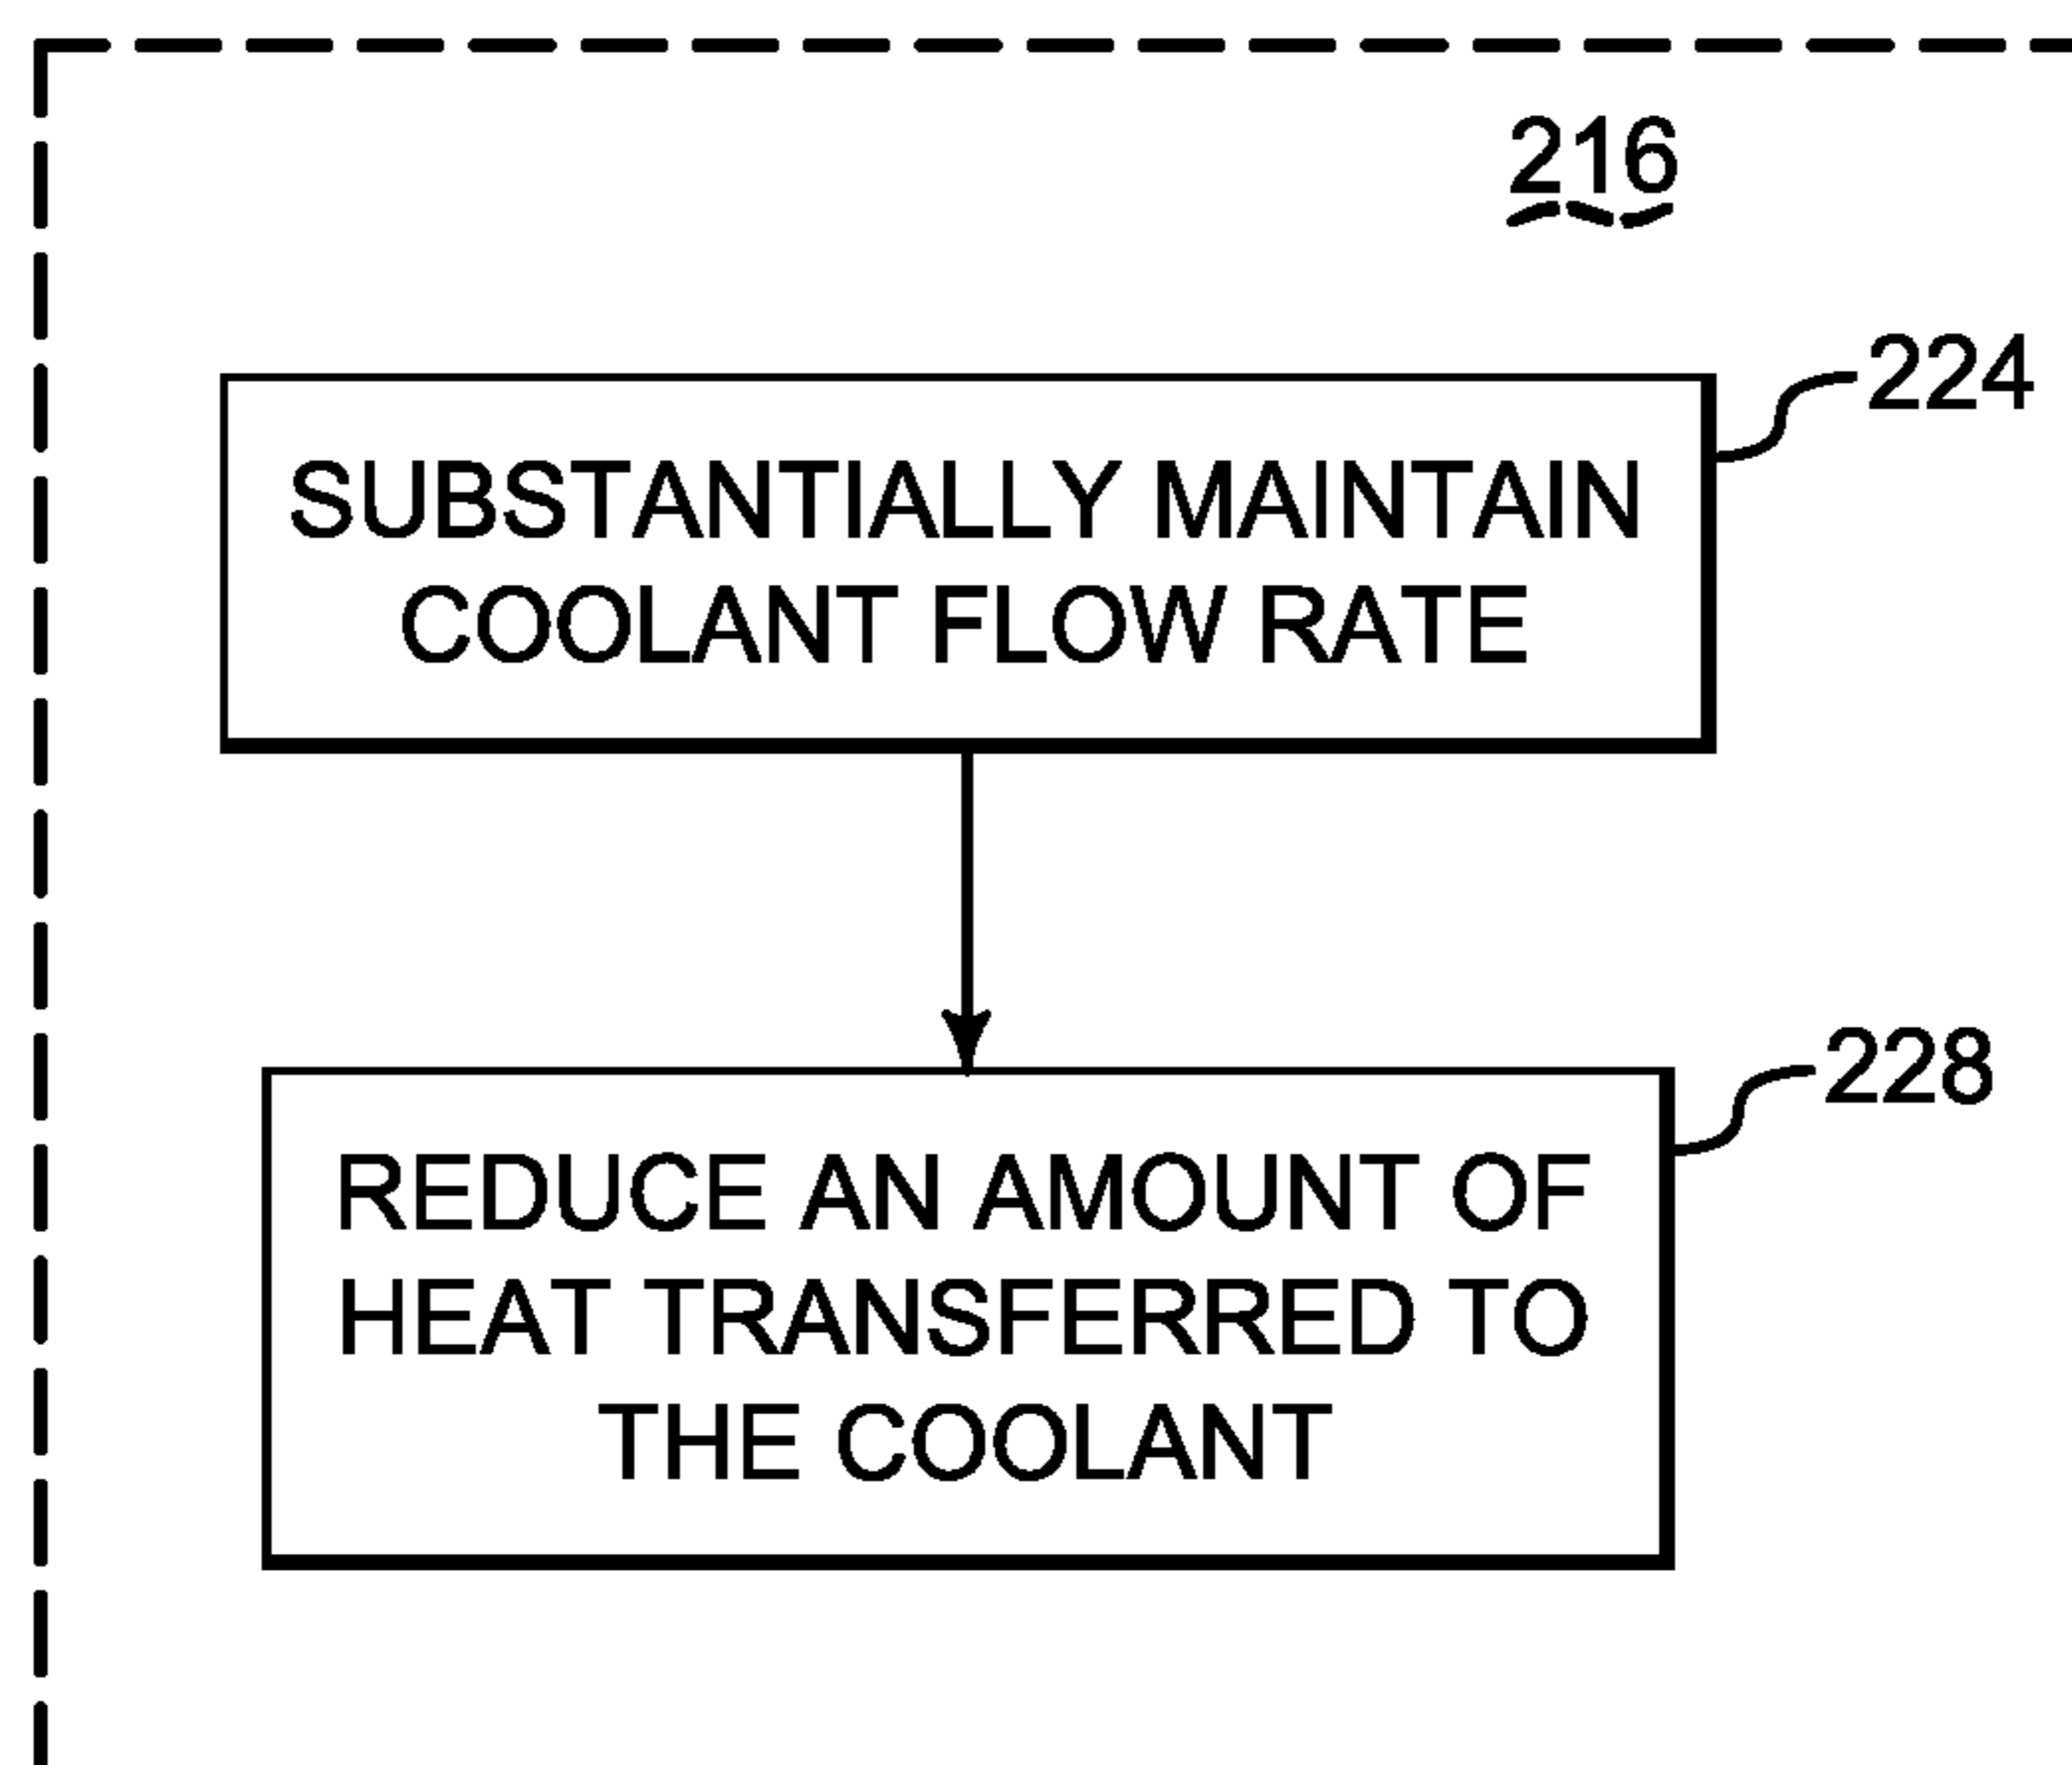 216
224
SUBSTANTIALLY MAINTAIN
COOLANT FLOW RATE
228
REDUCE AN AMOUNT OF
HEAT TRANSFERRED TO
THE COOLANT